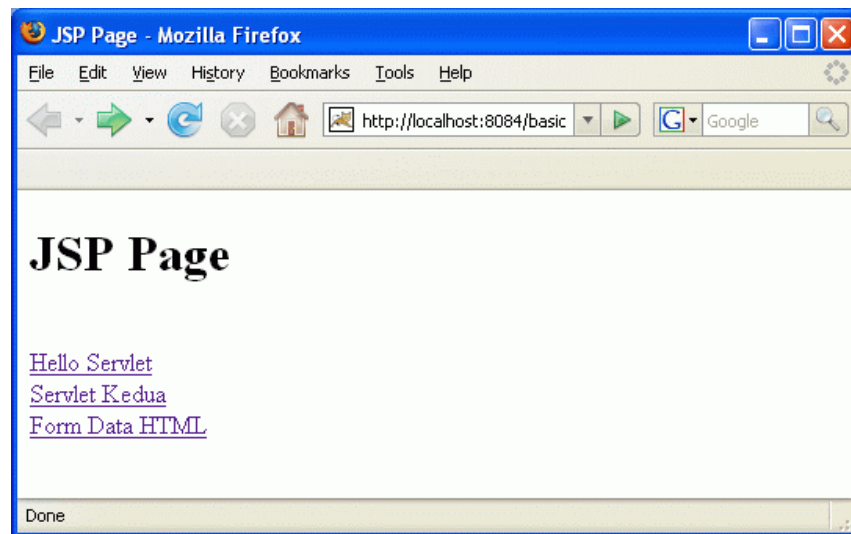 JSP Page - Mozilla Firefox
File Edit View History Bookmarks Tools Help
http://localhost:8084/basic G Google
JSP Page
Hello Servlet
Servlet Kedua
Form Data HTML
Done